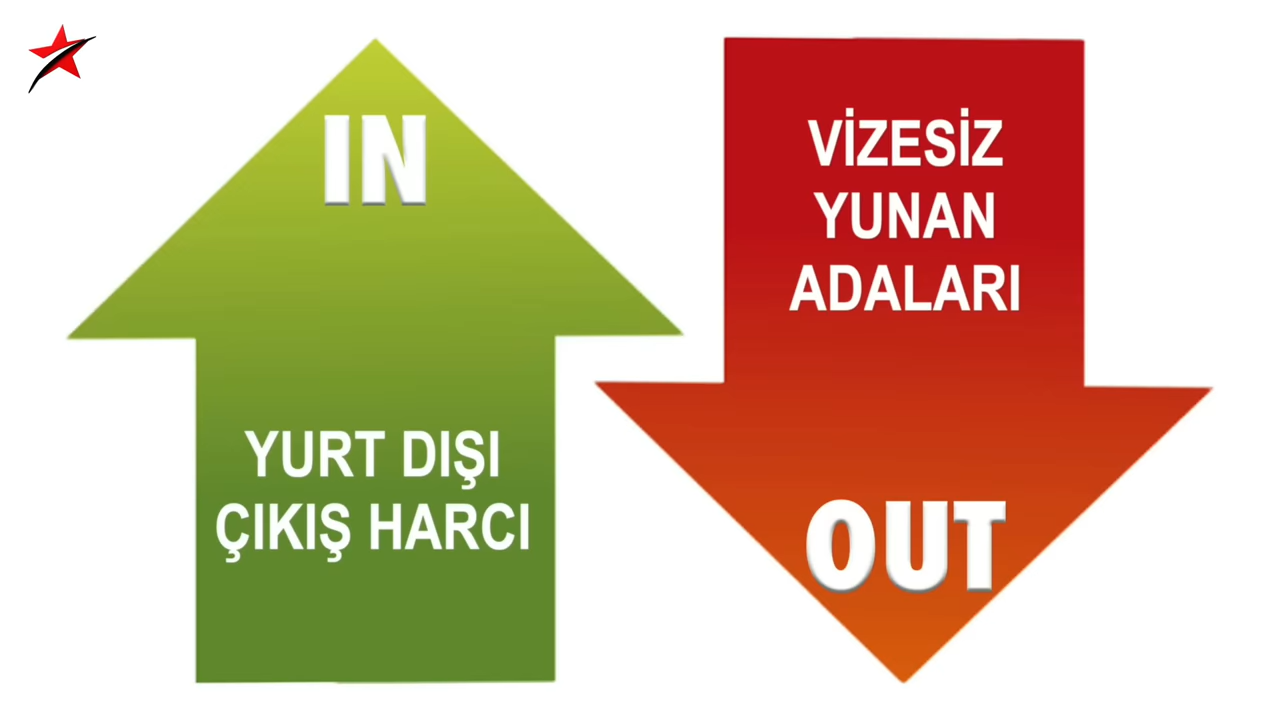 IN
YURT DIŞI
ÇIKIŞ HARCI
VİZESİZ
YUNAN
ADALARI
OUT